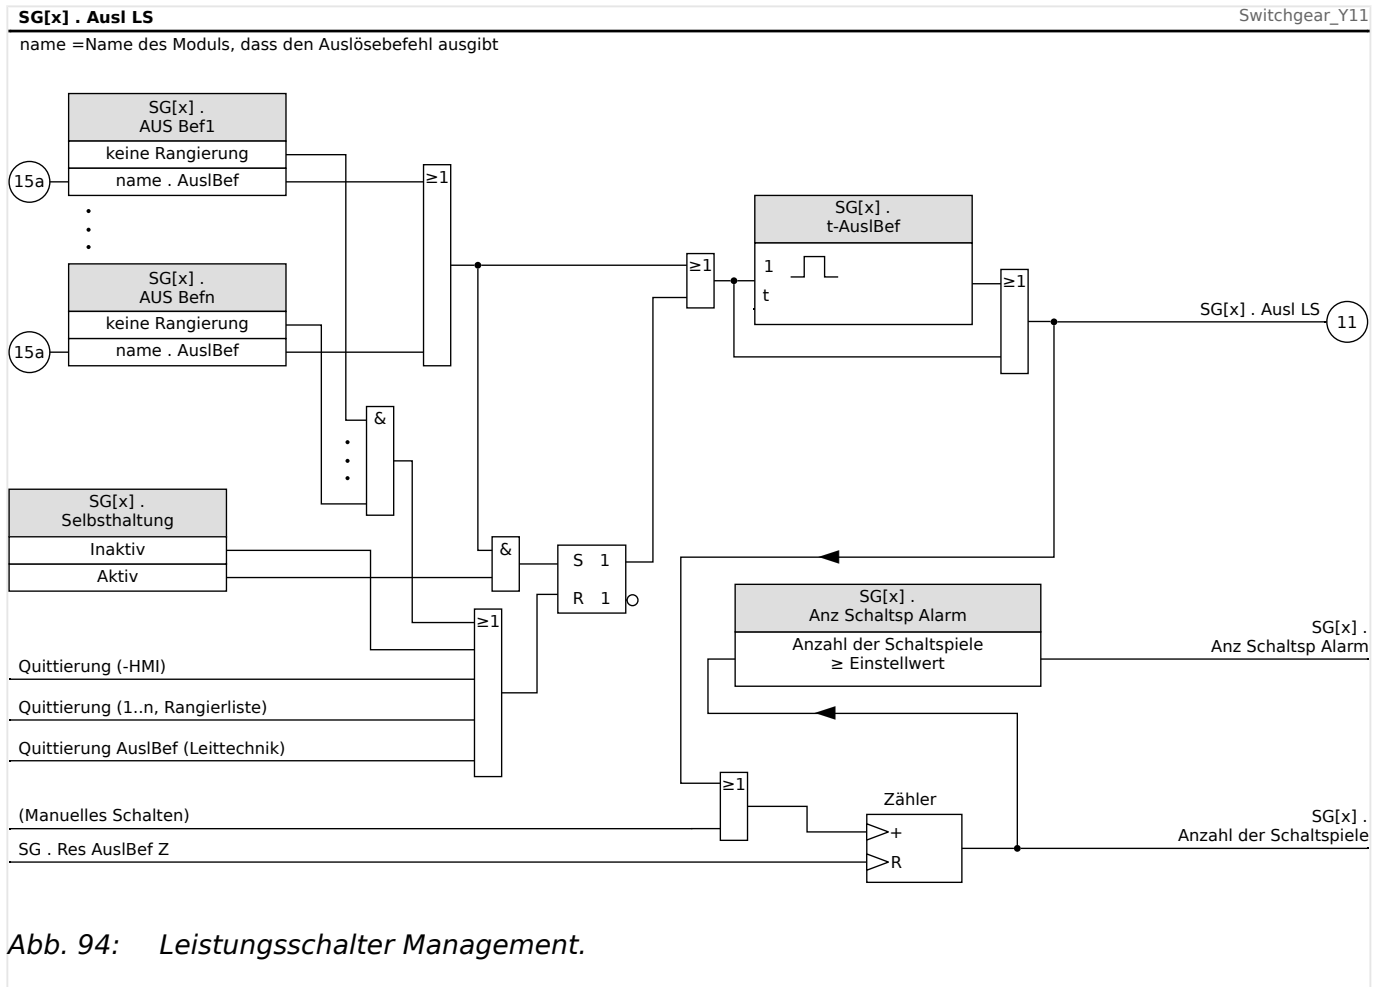 SG[x] . Ausl LS
Switchgear_Y11
name =Name des Moduls, dass den Auslösebefehl ausgibt
SG[x] .
AUS Bef1
keine Rangierung
15a
name . AuslBef
≥1
SG[x] .
t-AuslBef
1
t
SG[x] .
AUS Befn
keine Rangierung
15a
name . AuslBef
≥1
≥1
SG[x] . Ausl LS
11
&
SG[x] .
Selbsthaltung
Inaktiv
Aktiv
&
S 1
R 1
≥1
SG[x] .
Anz Schaltsp Alarm
Anzahl der Schaltspiele
≥ Einstellwert
SG[x] .
Anz Schaltsp Alarm
Quittierung (-HMI)
Quittierung (1..n, Rangierliste)
Quittierung AuslBef (Leittechnik)
≥1
(Manuelles Schalten)
SG . Res AuslBef Z
Zähler
+
R
SG[x] .
Anzahl der Schaltspiele
Abb. 94: Leistungsschalter Management.